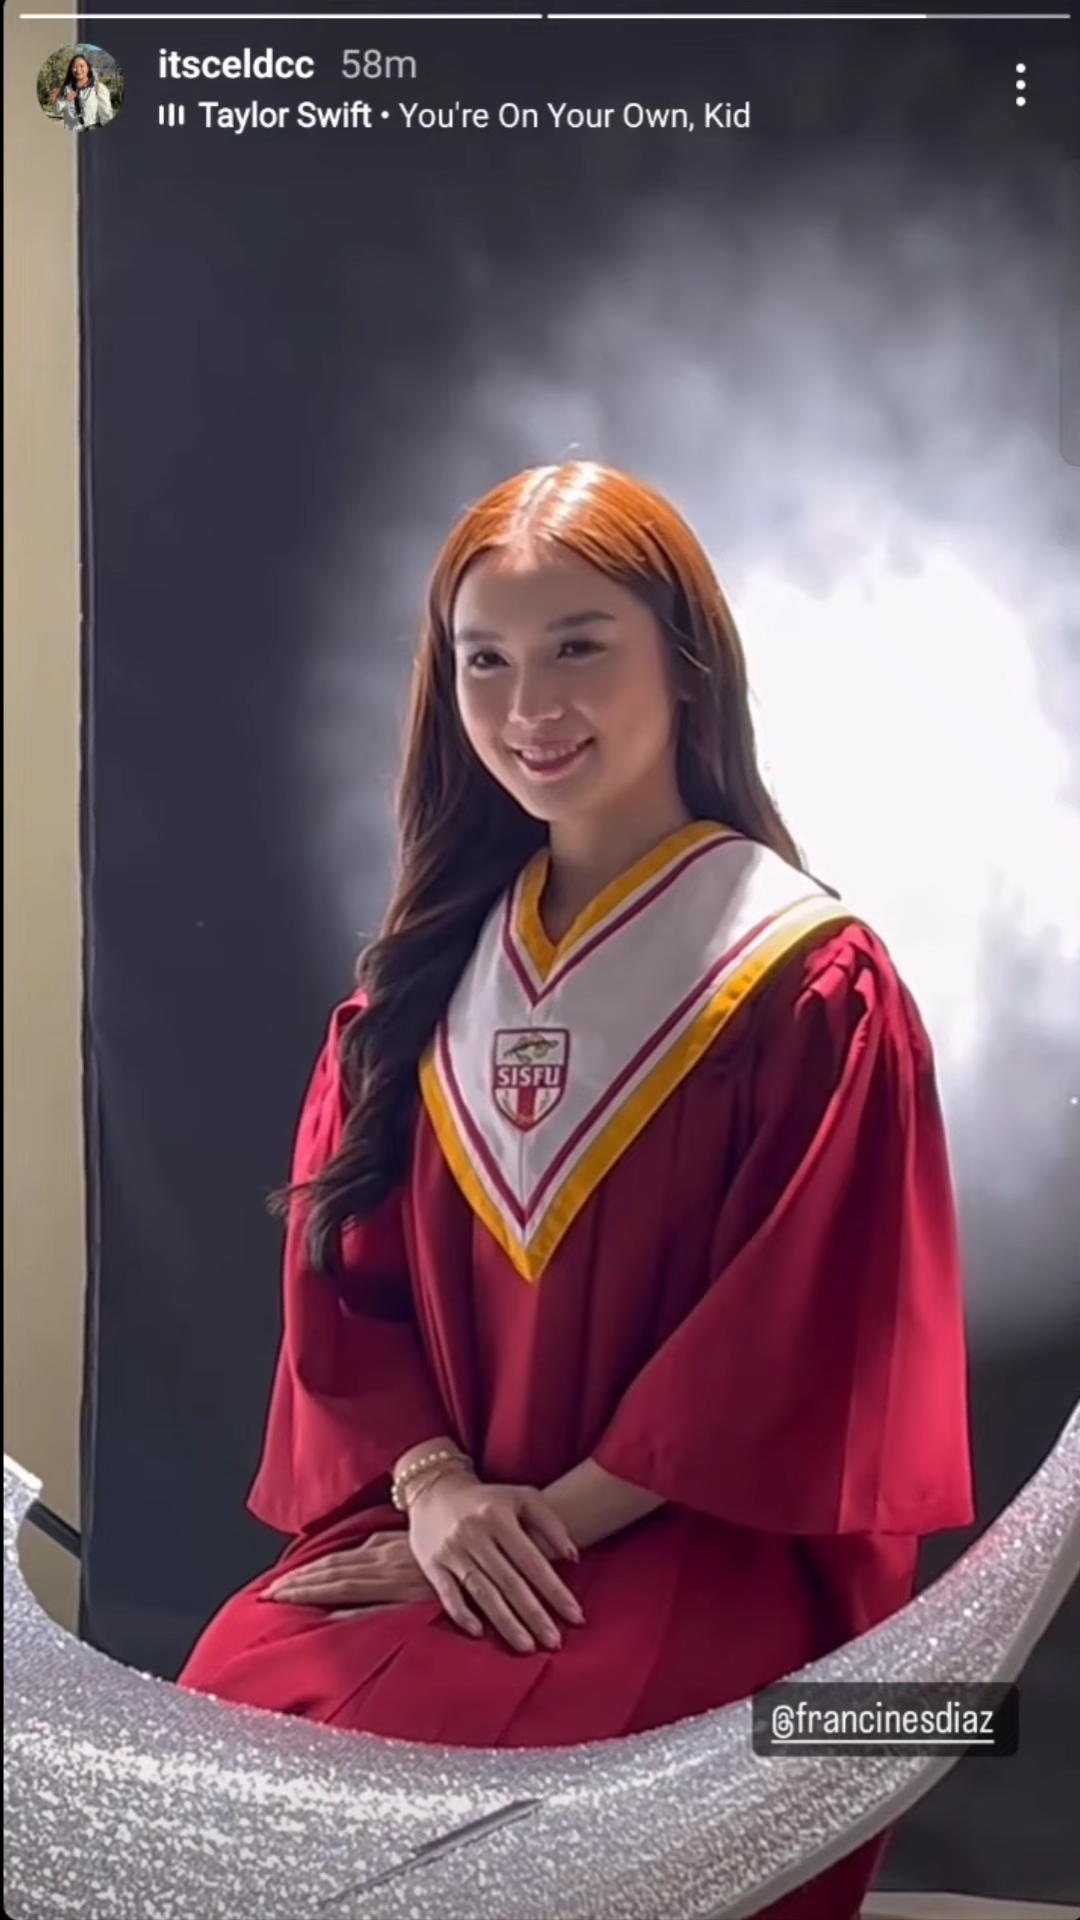 itsceldcc 58m
Taylor Swift • You're On Your Own, Kid
SISFU
@francinesdiaz